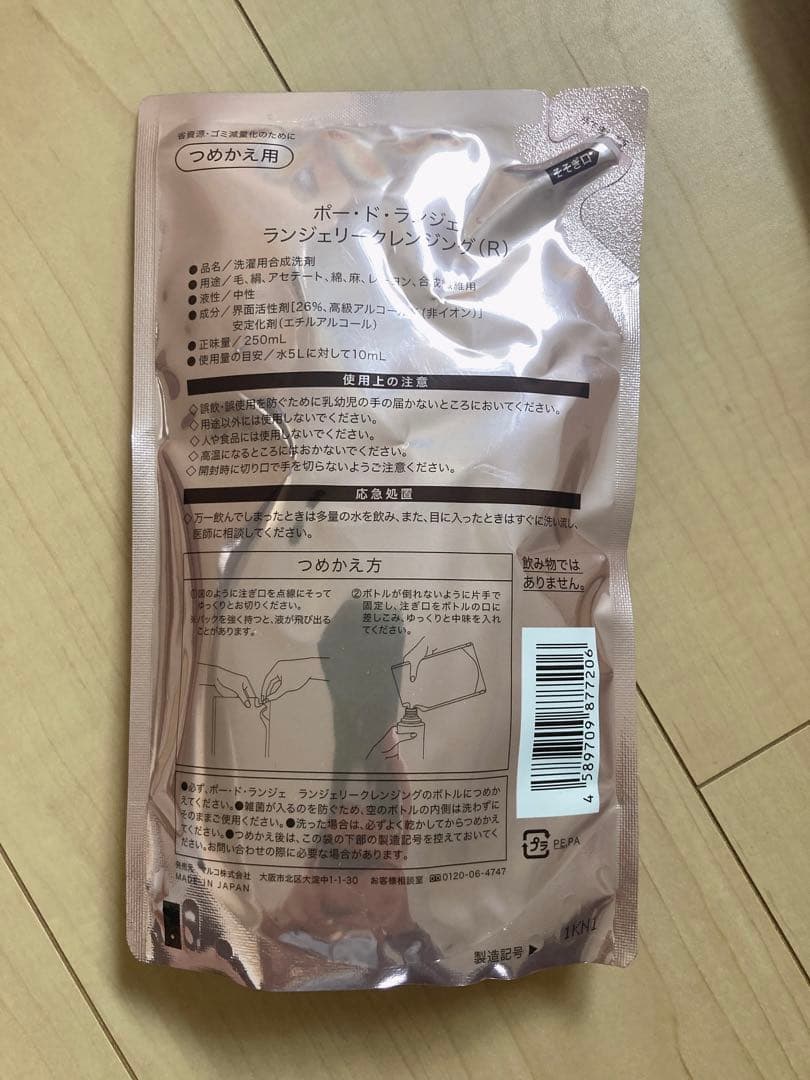 省資源・ゴミ減量化のために
つめかえ用
そそぎ口
ポー・ド・ランジェ
ランジェリークレンジング(R)
●品名／洗濯用合成洗剤
●用途／毛、絹、アセテート、綿、麻、レーヨン、合成繊維用
●液性／中性
●成分／界面活性剤[26%、高級アルコール (非イオン)]
安定化剤(エチルアルコール)
●正味量／250mL
●使用量の目安／水5Lに対して10mL
使用上の注意
◇誤飲・誤使用を防ぐために乳幼児の手の届かないところにおいてください。
◇用途以外には使用しないでください。
◇人や食品には使用しないでください。
◇高温になるところにはおかないでください。
◇開封時に切り口で手を切らないようご注意ください。
応急処置
◇万一飲んでしまったときは多量の水を飲み、また、目に入ったときはすぐに洗い流し、
医師に相談してください。
つめかえ方
①図のように注ぎ口を点線にそって
ゆっくりとお切りください。
※パックを強く持つと、液が飛び出る
ことがあります。
②ボトルが倒れないように片手で
固定し、注ぎ口をボトルの口に
差しこみ、ゆっくりと中味を入れ
てください。
飲み物では
ありません。
4589709877206
●必ず、ポー・ド・ランジェ ランジェリークレンジングのボトルにつめか
えてください。●雑菌が入るのを防ぐため、空のボトルの内側は洗わずに
そのままご使用ください。●洗った場合は、必ずよく乾かしてからつめかえ
てください。●つめかえ後は、この袋の下部の製造記号を控えておいてく
ださい。お問い合わせの際に必要な場合があります。
プラ PE,PA
発売元 マルコ株式会社 大阪市北区大淀中1-1-30 お客様相談室 0120-06-4747
MADE IN JAPAN
製造記号▶ 1KN1